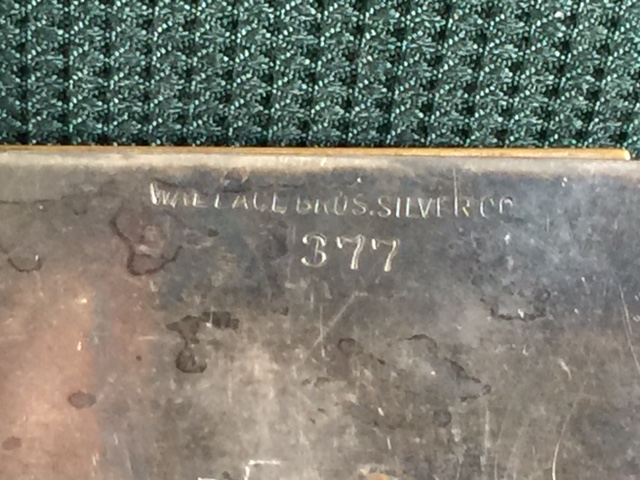 WALLACE BROS. SILVER CO
377